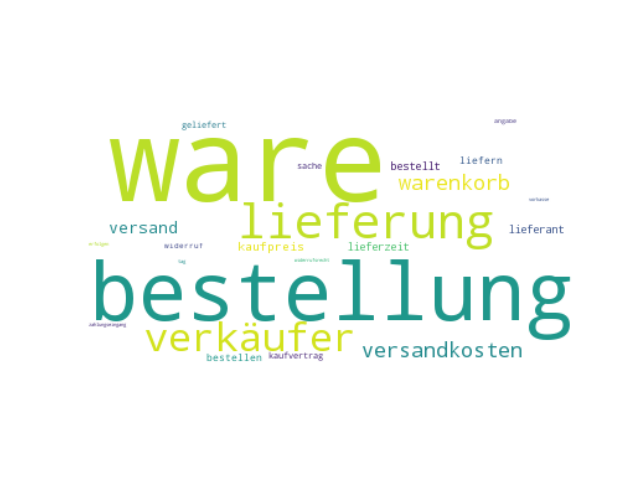 angabe
geliefert
ware
sache
bestellt
liefern
warenkorb
vorkasse
lieferung
versand
lieferant
erfolgen
widerruf
kaufpreis
lieferzeit
tag
widerrufsrecht
bestellung
zahlungseingang
verkäufer
versandkosten
bestellen
kaufvertrag